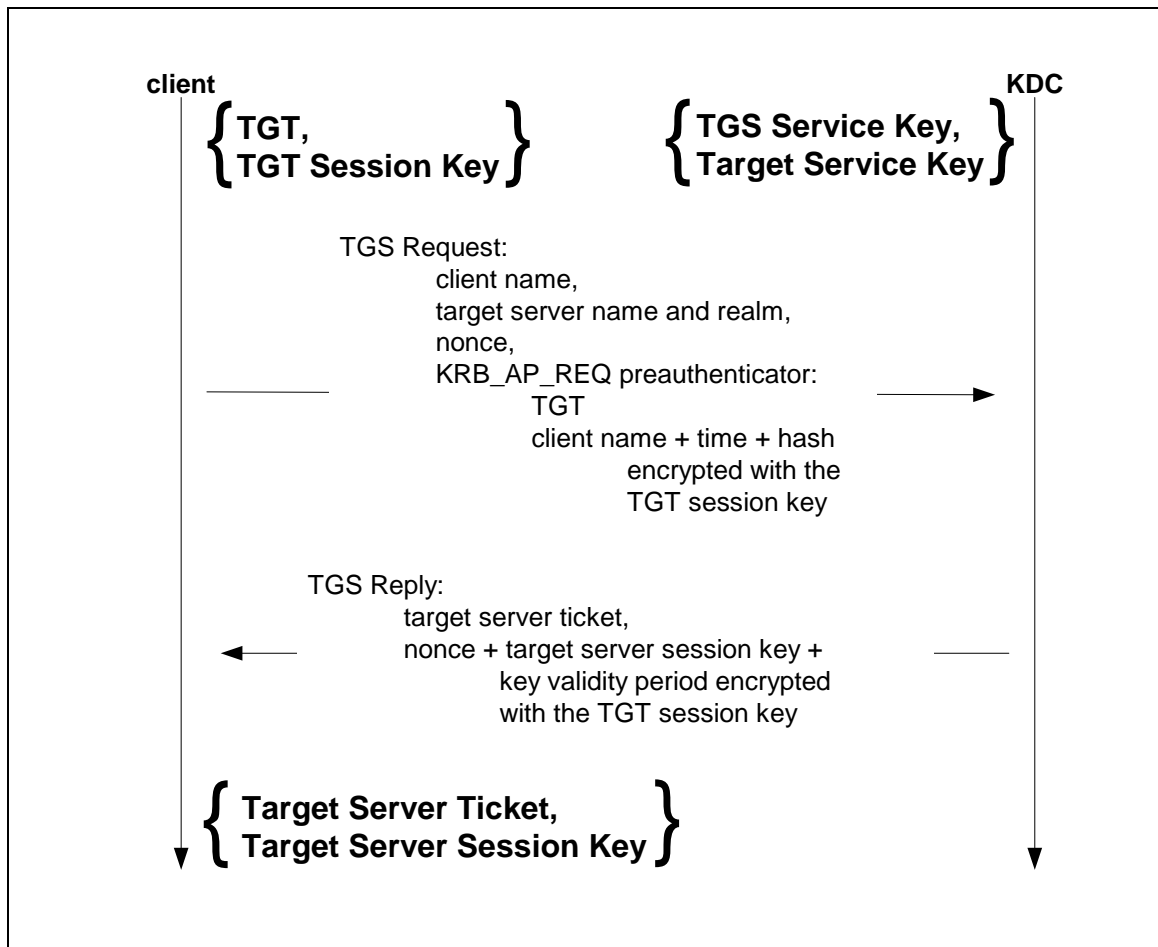 client
KDC
{ TGT,
TGT Session Key }
{ TGS Service Key,
Target Service Key }
TGS Request:
client name,
target server name and realm,
nonce,
KRB_AP_REQ preauthenticator:
TGT
client name + time + hash
encrypted with the
TGT session key
TGS Reply:
target server ticket,
nonce + target server session key +
key validity period encrypted
with the TGT session key
{ Target Server Ticket,
Target Server Session Key }